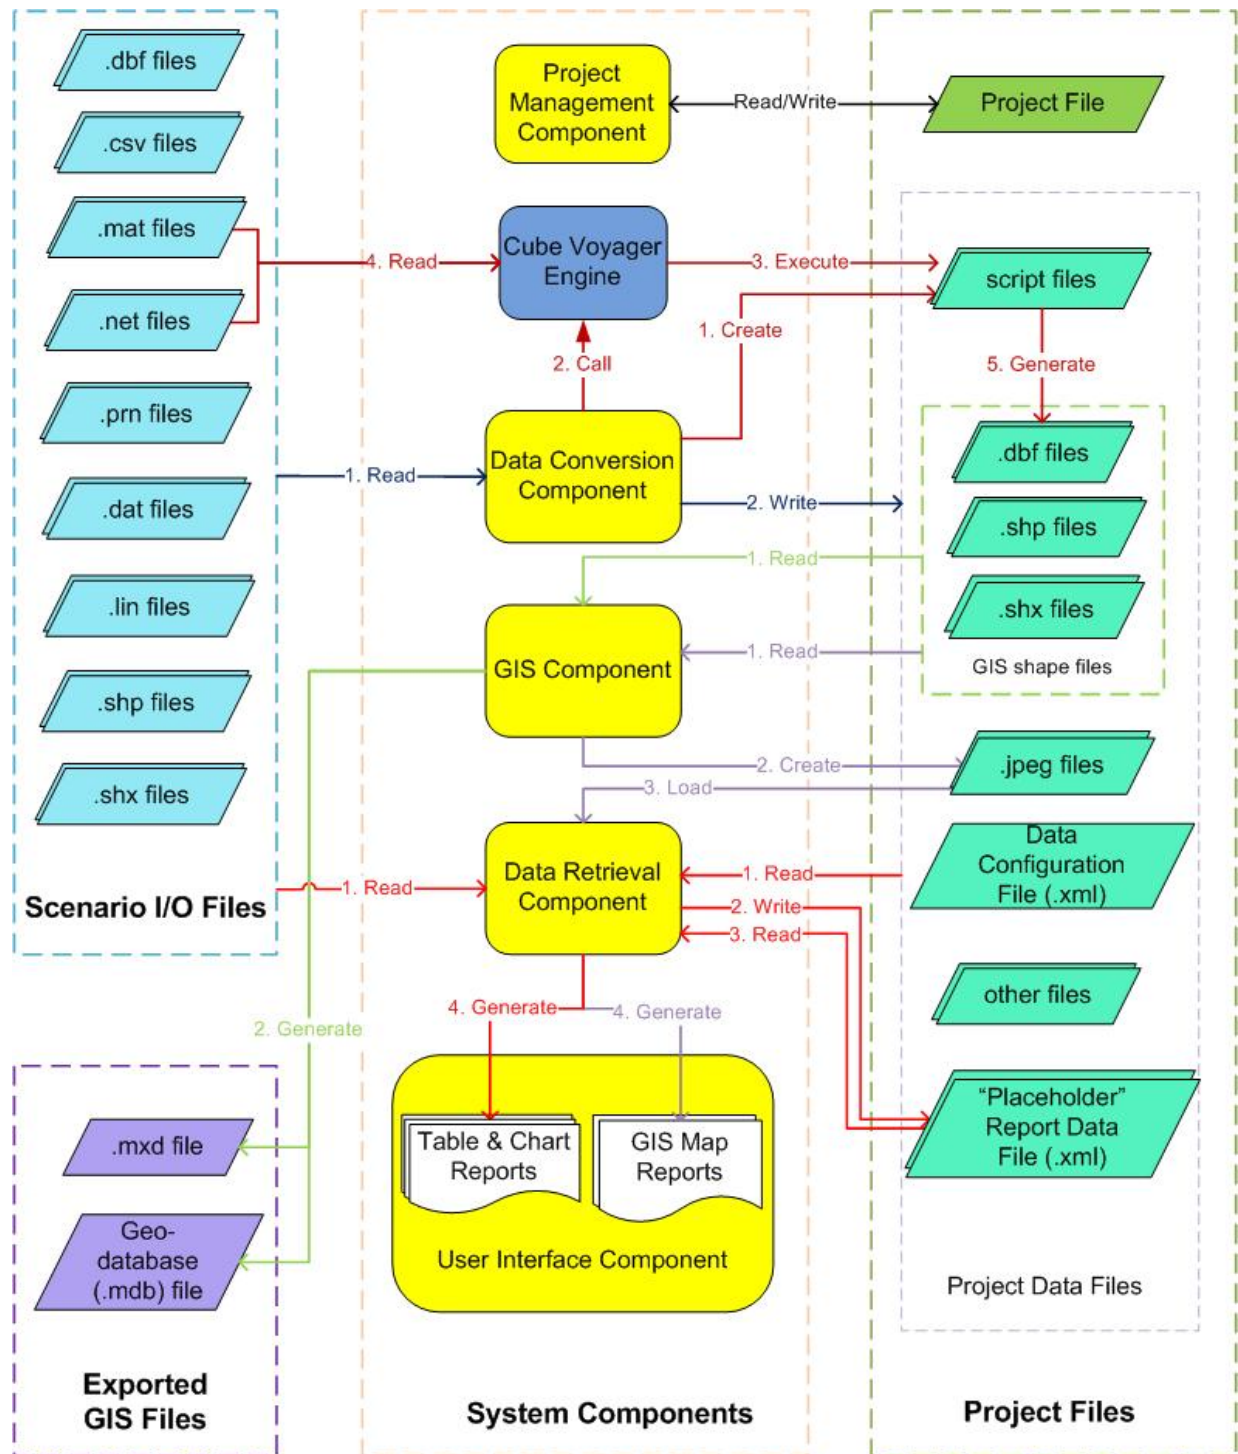 .dbf files
.csv files
.mat files
.net files
.prn files
.dat files
.lin files
.shp files
.shx files
Scenario I/O Files
.mxd file
Geo-
database
(.mdb) file
Exported
GIS Files
Project
Management
Component
Read/Write
Cube Voyager
Engine
4. Read
3. Execute
1. Create
2. Call
Data Conversion
Component
1. Read
2. Write
1. Read
GIS Component
1. Read
2. Create
3. Load
Data Retrieval
Component
1. Read
1. Read
2. Write
3. Read
4. Generate
4. Generate
2. Generate
Table & Chart
Reports
GIS Map
Reports
User Interface Component
System Components
Project File
script files
5. Generate
.dbf files
.shp files
.shx files
GIS shape files
.jpeg files
Data
Configuration
File (.xml)
other files
“Placeholder”
Report Data
File (.xml)
Project Data Files
Project Files